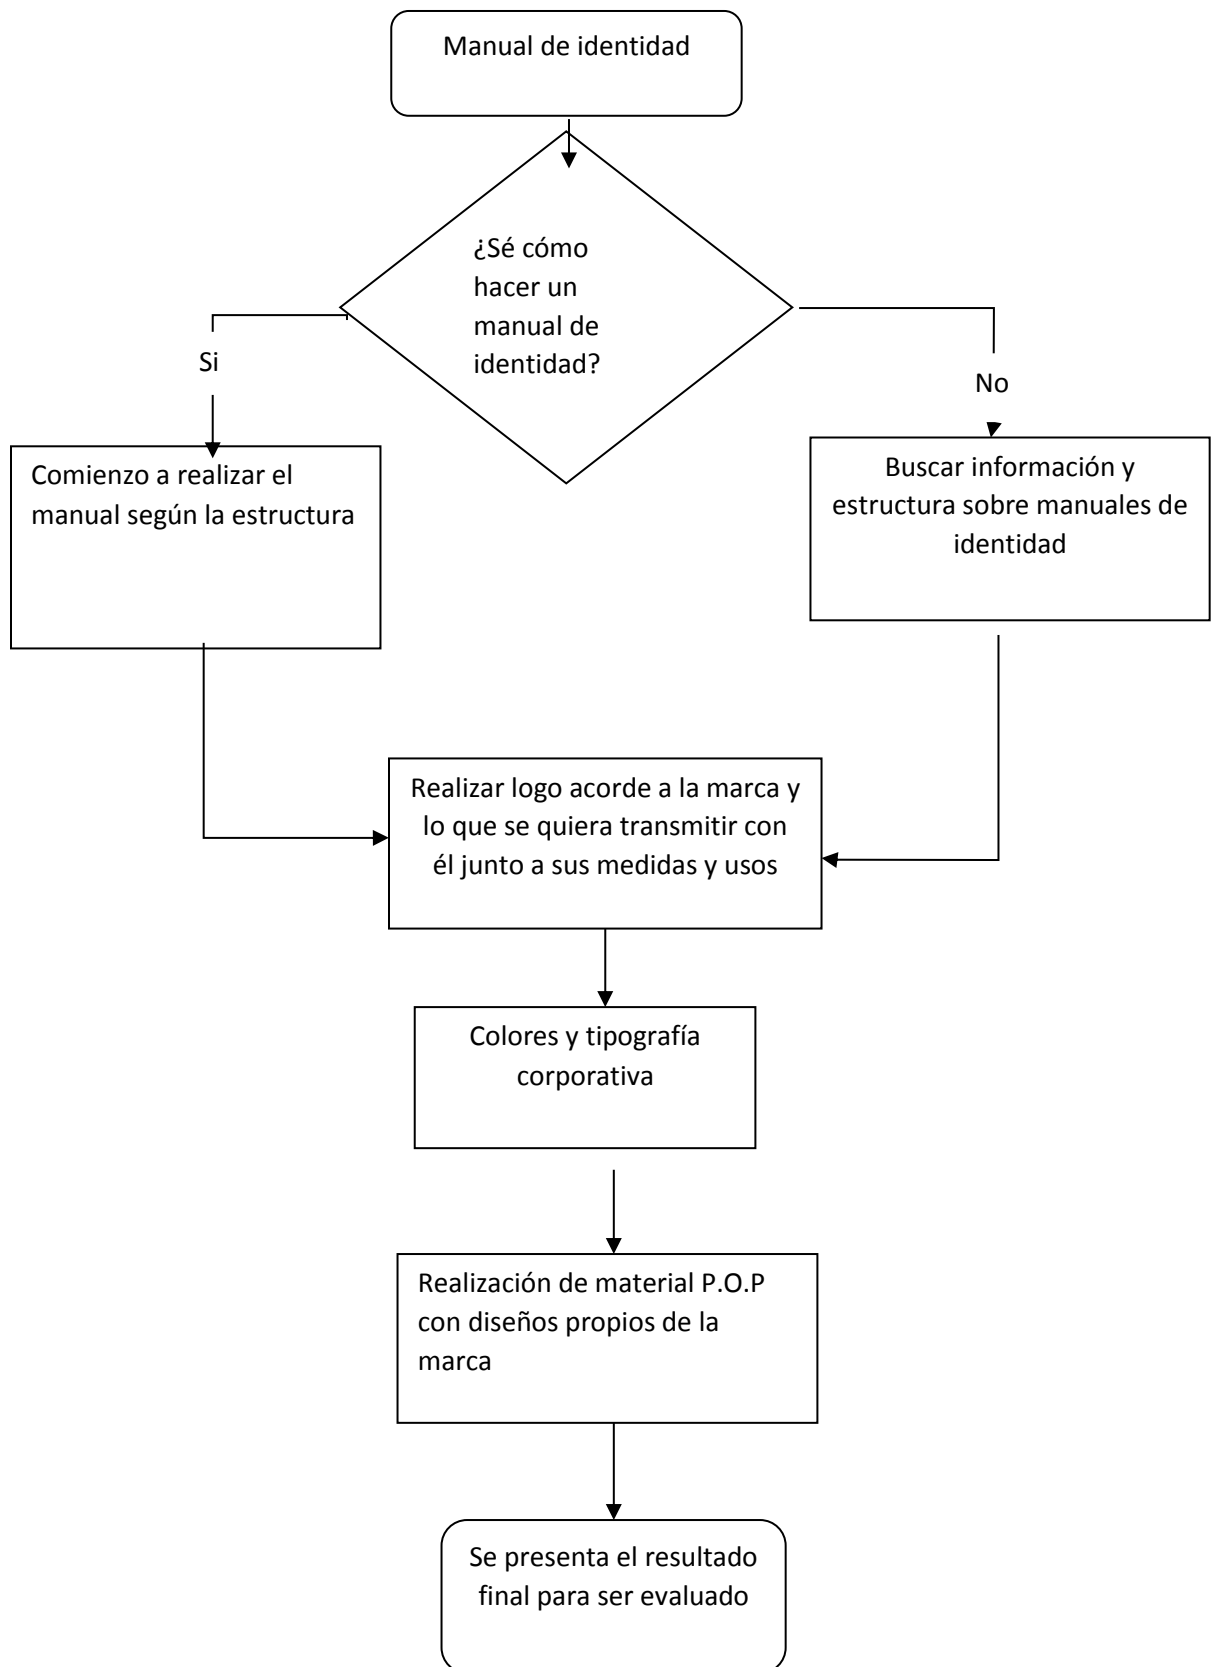 Manual de identidad
¿Sé cómo
hacer un
manual de
identidad?
Si
No
Comienzo a realizar el
manual según la estructura
Buscar información y
estructura sobre manuales de
identidad
Realizar logo acorde a la marca y
lo que se quiera transmitir con
él junto a sus medidas y usos
Colores y tipografía
corporativa
Realización de material P.O.P
con diseños propios de la
marca
Se presenta el resultado
final para ser evaluado